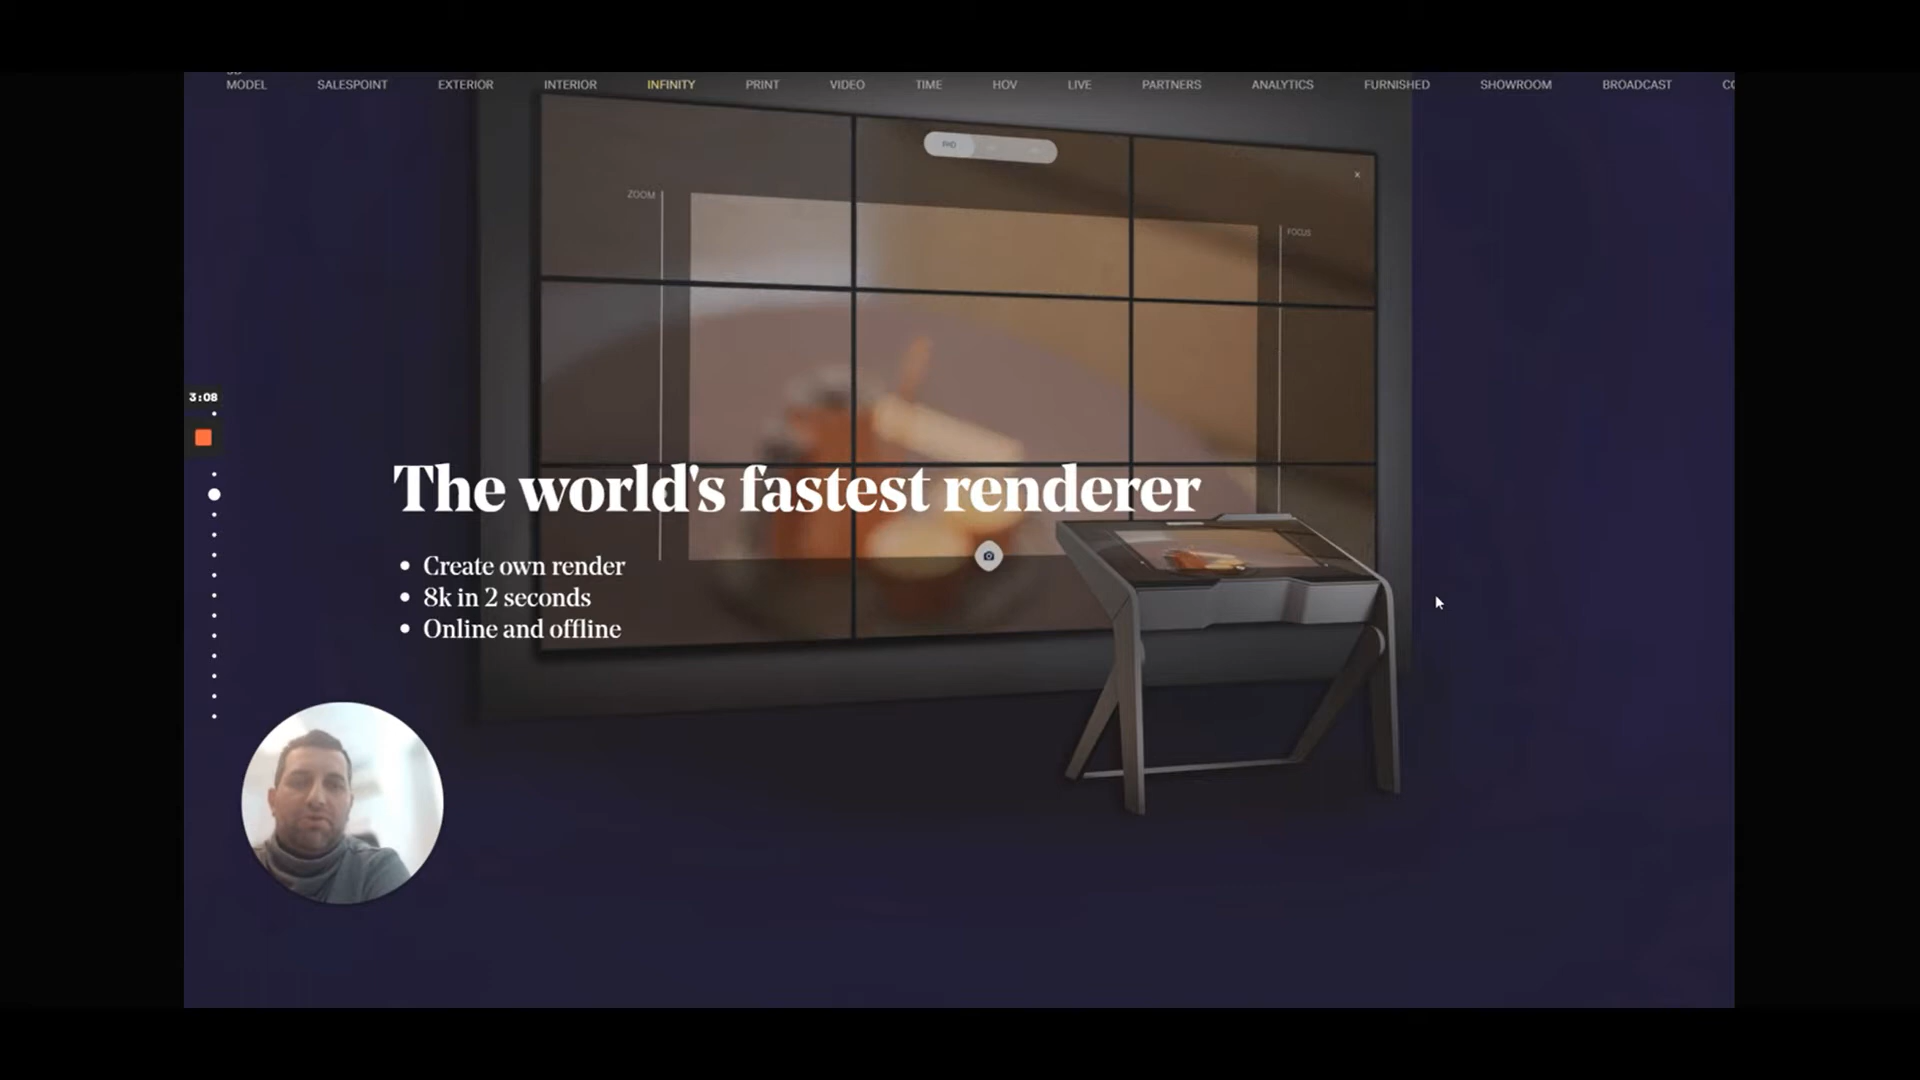 3D
MODEL SALESPOINT EXTERIOR INTERIOR INFINITY PRINT VIDEO TIME HOV LIVE PARTNERS ANALYTICS FURNISHED SHOWROOM BROADCAST
ZOOM
FOCUS
3:08
The world's fastest renderer
Create own render
8k in 2 seconds
Online and offline